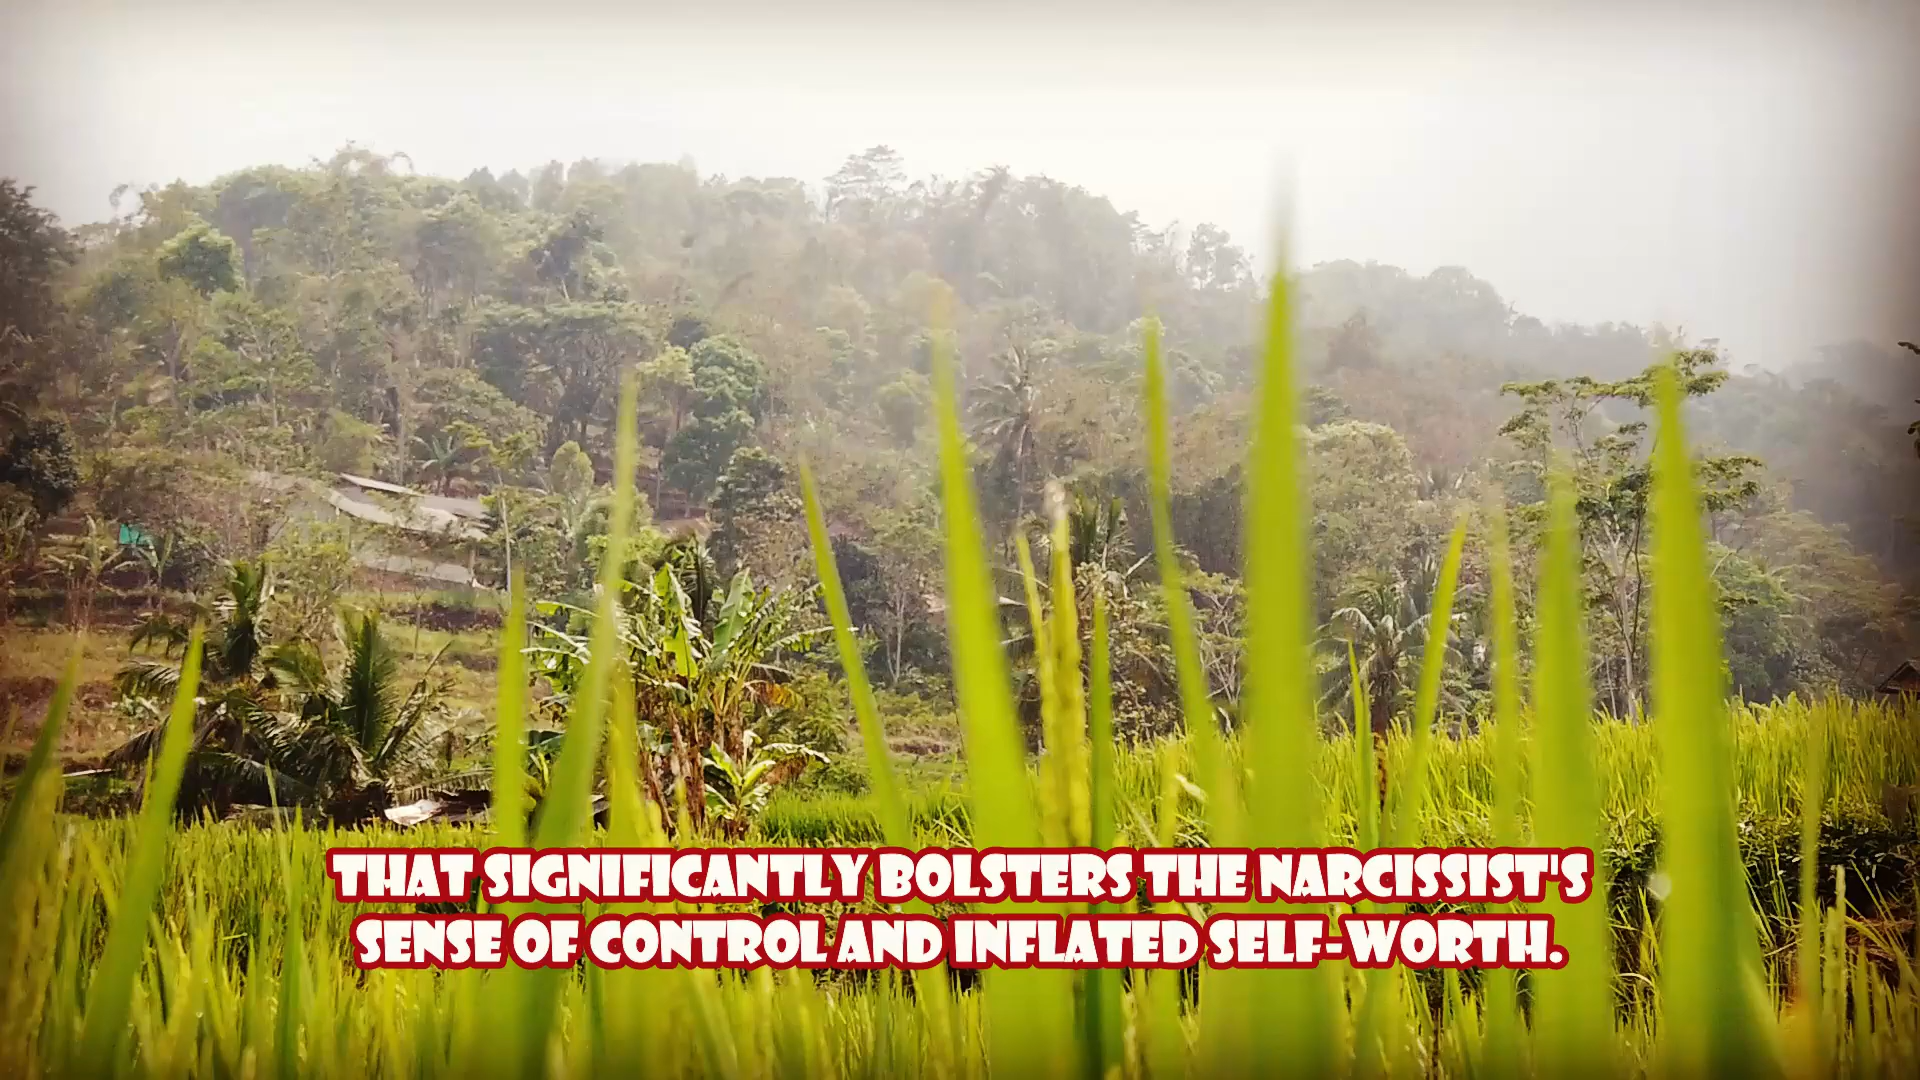 THAT SIGNIFICANTLY BOLSTERS THE NARCISSIST'S
SENSE OF CONTROL AND INFLATED SELF-WORTH.